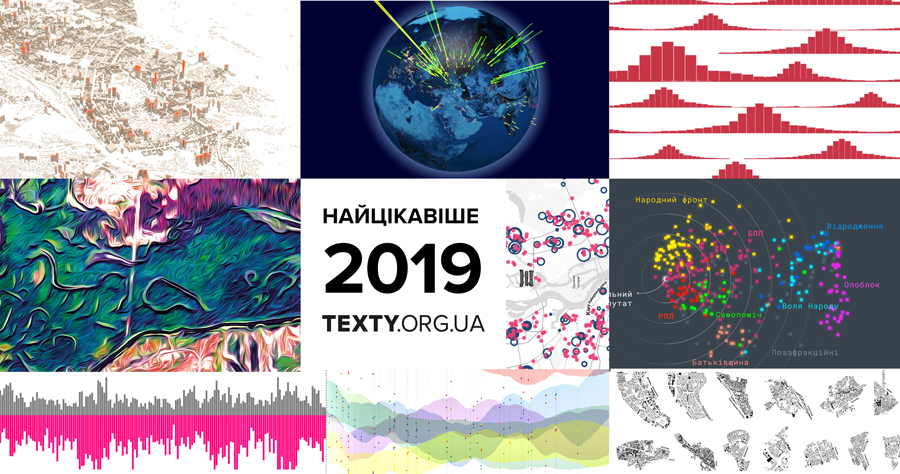 НАЙЦІКАВІШЕ
2019
TEXTY.ORG.UA
Народний фронт
БПП
Відродження
Опоблок
льний
путат
Воля Народу
РПЛ
Самопоміч
Позафракційні
Батьківщина